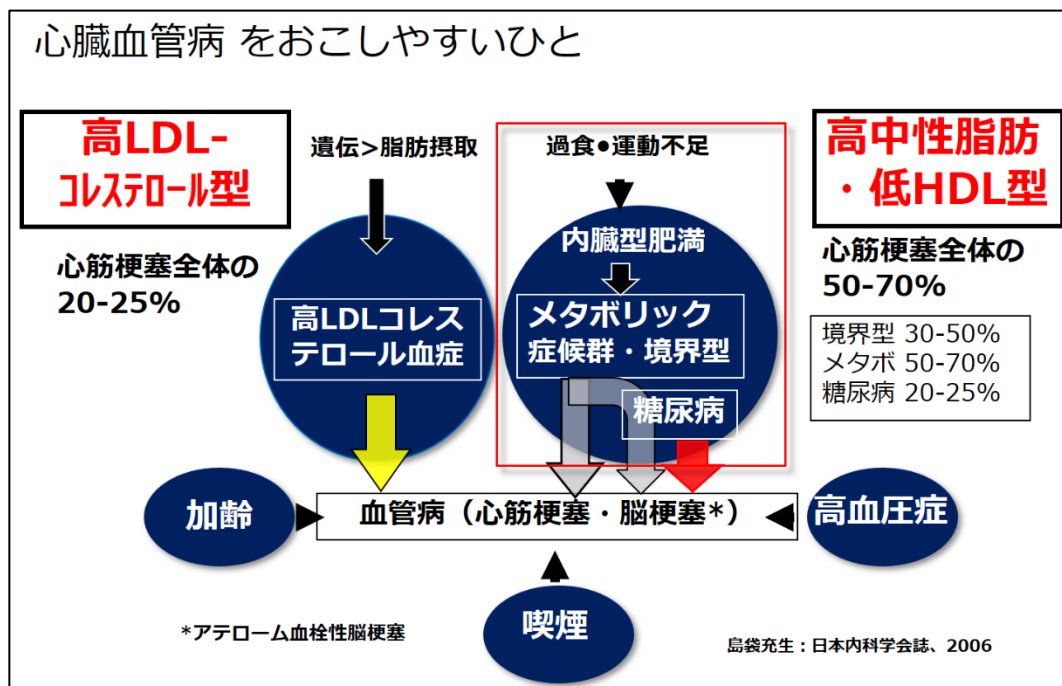 心臓血管病 をおこしやすいひと
高LDL-
ｺﾚｽﾃﾛｰﾙ型
心筋梗塞全体の
20-25%
遺伝>脂肪摂取
高LDLコレス
テロール血症
過食●運動不足
内臓型肥満
メタボリック
症候群・境界型
糖尿病
高中性脂肪
・低HDL型
心筋梗塞全体の
50-70%
境界型 30-50%
メタボ 50-70%
糖尿病 20-25%
加齢
血管病（心筋梗塞・脳梗塞*）
高血圧症
喫煙
*アテローム血栓性脳梗塞
島袋充生：日本内科学会誌、2006